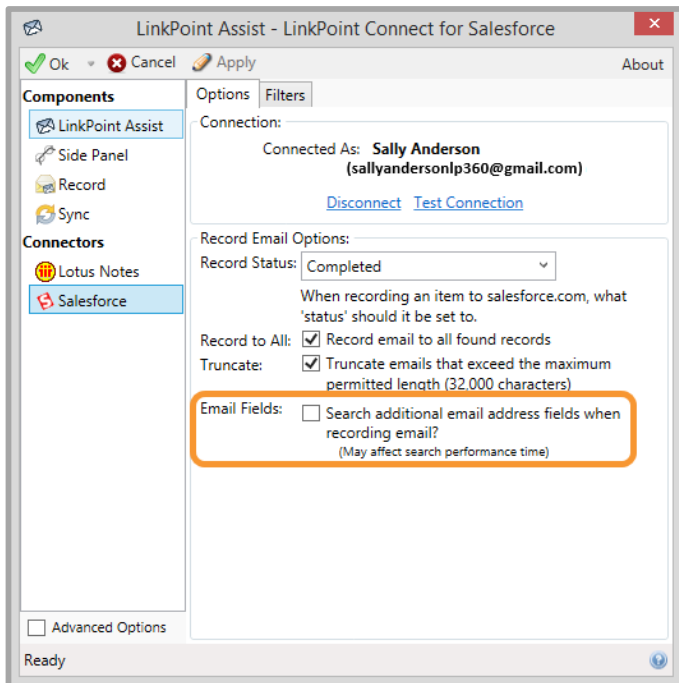 LinkPoint Assist - LinkPoint Connect for Salesforce
Ok Cancel Apply About
Components
LinkPoint Assist
Side Panel
Record
Sync
Connectors
Lotus Notes
Salesforce
Advanced Options
Options Filters
Connection:
Connected As: Sally Anderson
(sallyandersonlp360@gmail.com)
Disconnect Test Connection
Record Email Options:
Record Status: Completed
When recording an item to salesforce.com, what
'status' should it be set to.
Record to All: Record email to all found records
Truncate: Truncate emails that exceed the maximum
permitted length (32,000 characters)
Email Fields: Search additional email address fields when
recording email?
(May affect search performance time)
Ready